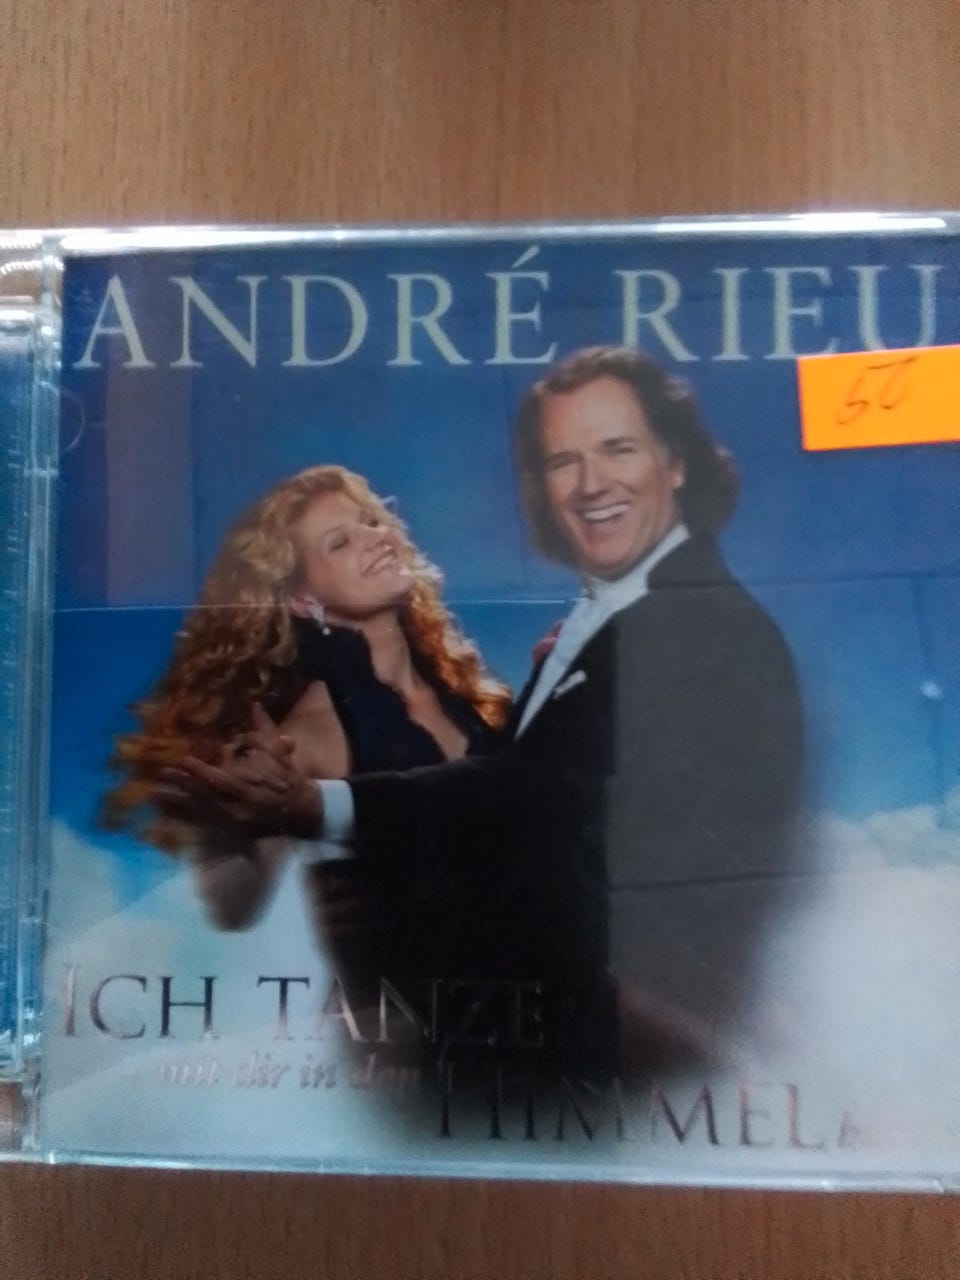 ANDRÉ RIEU
50
ICH TANZE
mit dir in den
HIMMEL